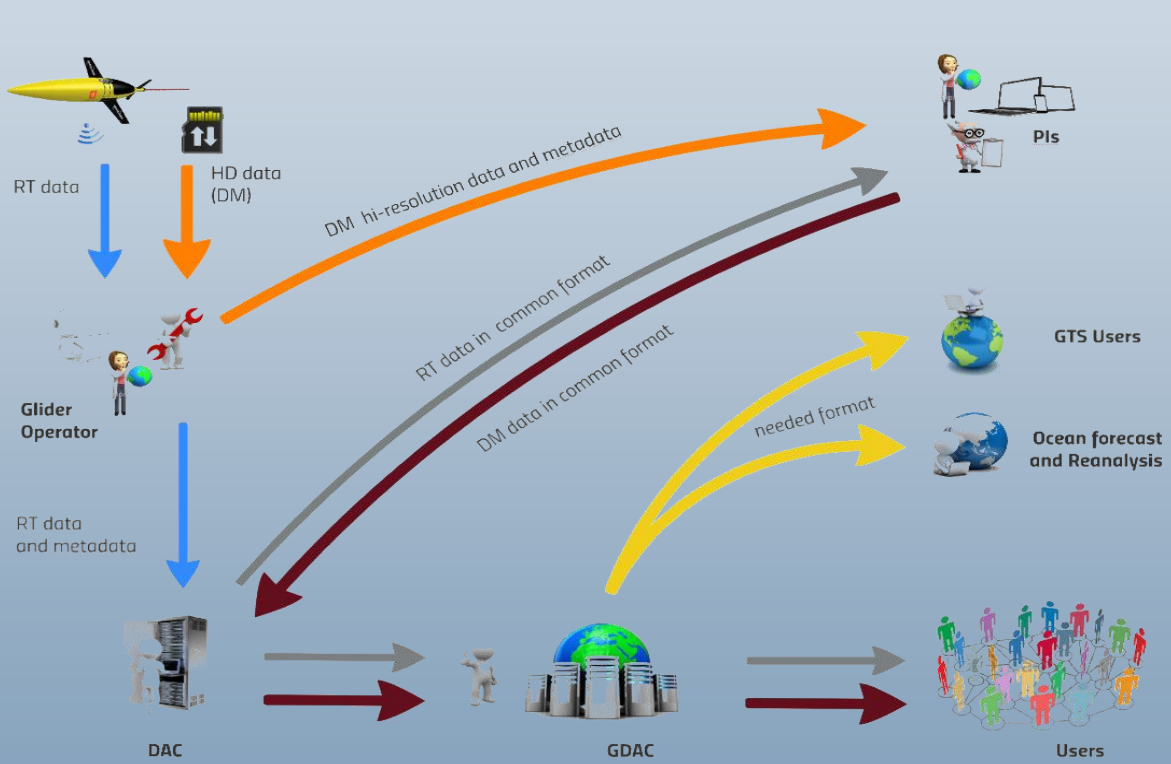 PIs
RT data
HD data
(DM)
DM hi-resolution data and metadata
RT data in common format
DM data in common format
GTS Users
needed format
Glider
Operator
Ocean forecast
and Reanalysis
RT data
and metadata
DAC
GDAC
Users